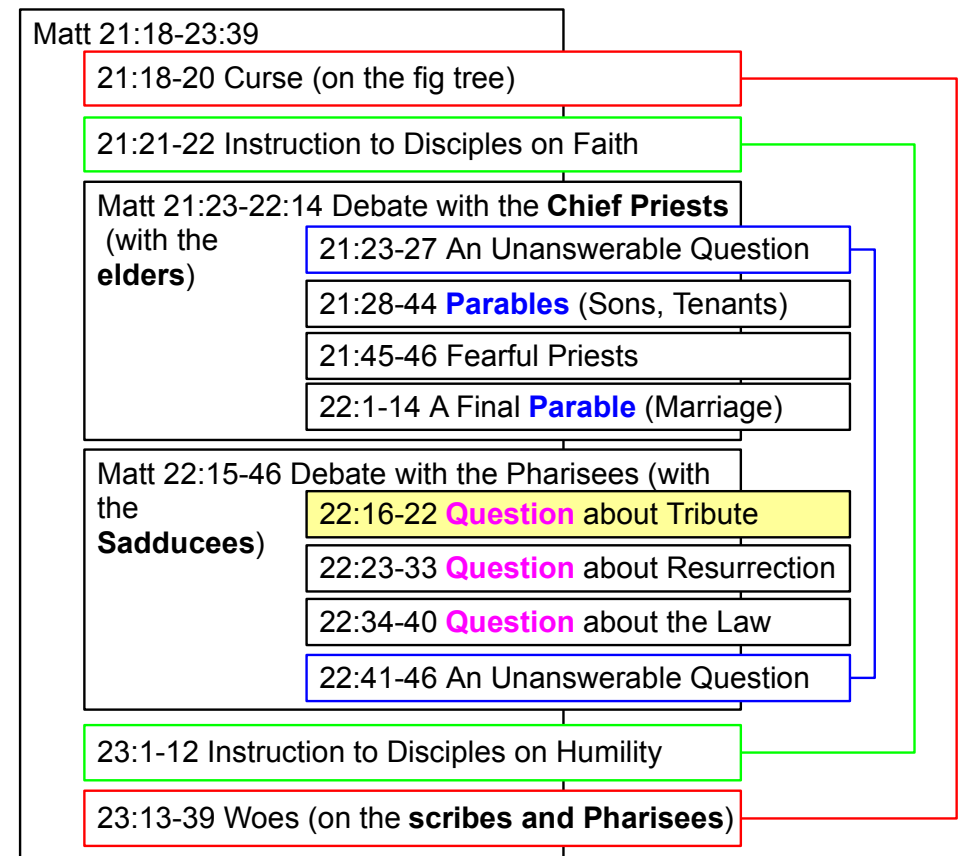 Matt 21:18-23:39
21:18-20 Curse (on the fig tree)
21:21-22 Instruction to Disciples on Faith
Matt 21:23-22:14 Debate with the Chief Priests
(with the
elders)
21:23-27 An Unanswerable Question
21:28-44 Parables (Sons, Tenants)
21:45-46 Fearful Priests
22:1-14 A Final Parable (Marriage)
Matt 22:15-46 Debate with the Pharisees (with
the
Sadducees)
22:16-22 Question about Tribute
22:23-33 Question about Resurrection
22:34-40 Question about the Law
22:41-46 An Unanswerable Question
23:1-12 Instruction to Disciples on Humility
23:13-39 Woes (on the scribes and Pharisees)